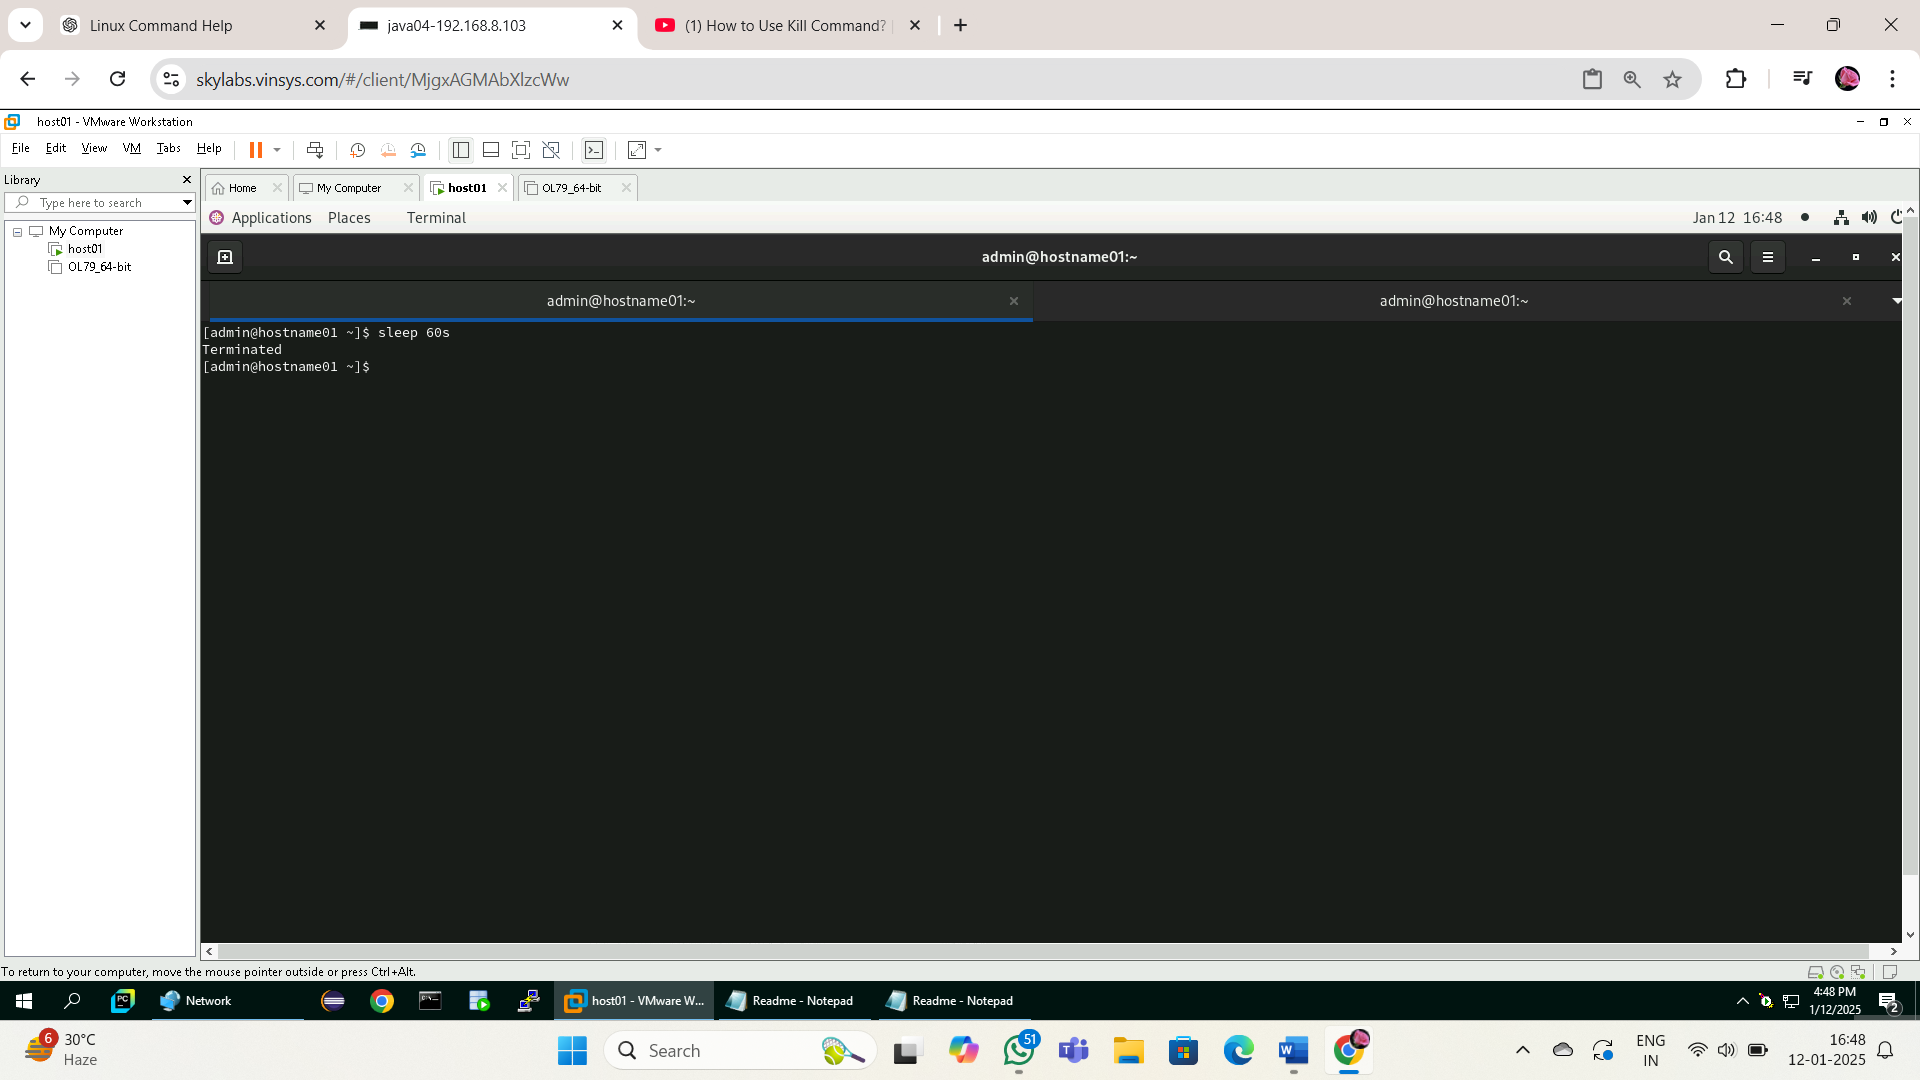 Linux Command Help
java04-192.168.8.103
(1) How to Use Kill Command?
skylabs.vinsys.com/#/client/MjgxAGMAbXlzcWw
host01 - VMware Workstation
File Edit View VM Tabs Help
Library
Type here to search
My Computer
host01
OL79_64-bit
Home
My Computer
host01
OL79_64-bit
Applications Places Terminal
Jan 12 16:48
admin@hostname01:~
admin@hostname01:~
admin@hostname01:~
[admin@hostname01 ~]$ sleep 60s
Terminated
[admin@hostname01 ~]$
To return to your computer, move the mouse pointer outside or press Ctrl+Alt.
PC
Network
host01 - VMware W...
Readme - Notepad
Readme - Notepad
4:48 PM
1/12/2025
2
6
30°C
Haze
Search
51
ENG
IN
16:48
12-01-2025